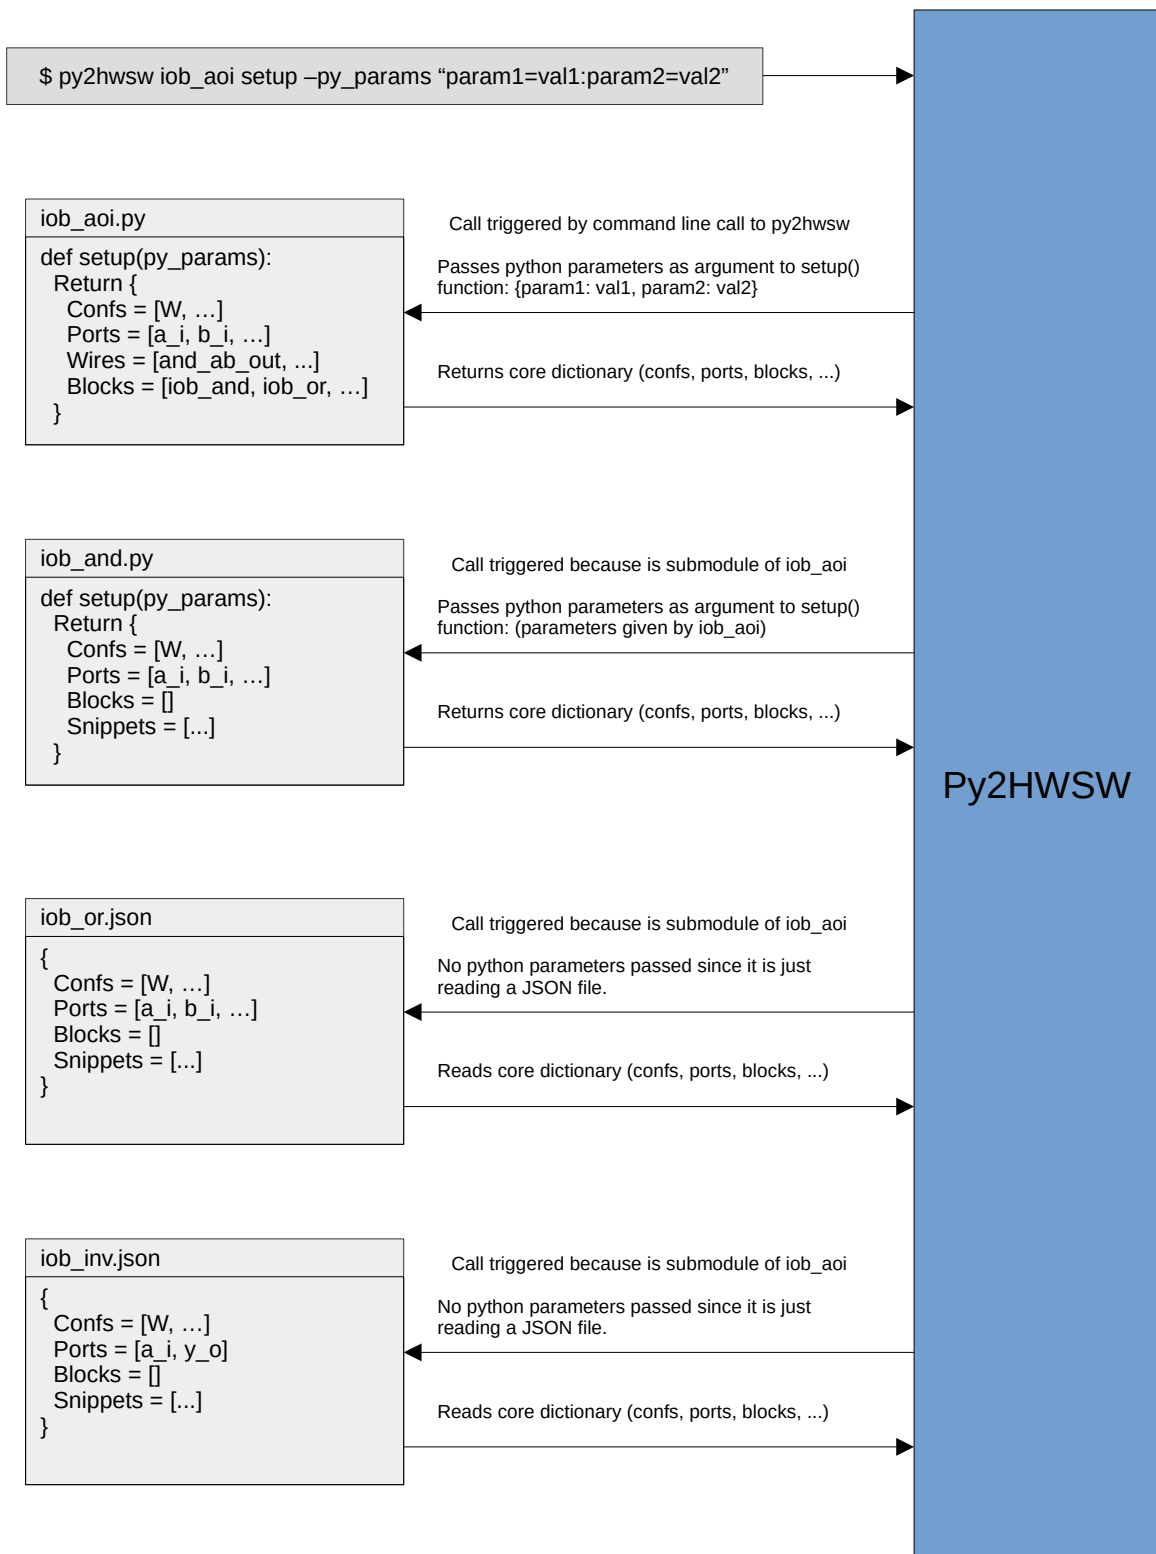 $ py2hwsw iob_aoi setup –py_params “param1=val1:param2=val2”
iob_aoi.py
def setup(py_params):
Return {
Confs = [W, …]
Ports = [a_i, b_i, …]
Wires = [and_ab_out, ...]
Blocks = [iob_and, iob_or, …]
}
Call triggered by command line call to py2hwsw
Passes python parameters as argument to setup()
function: {param1: val1, param2: val2}
Returns core dictionary (confs, ports, blocks, ...)
iob_and.py
def setup(py_params):
Return {
Confs = [W, …]
Ports = [a_i, b_i, …]
Blocks = []
Snippets = [...]
}
Call triggered because is submodule of iob_aoi
Passes python parameters as argument to setup()
function: (parameters given by iob_aoi)
Returns core dictionary (confs, ports, blocks, ...)
Py2HWSW
iob_or.json
{
Confs = [W, …]
Ports = [a_i, b_i, …]
Blocks = []
Snippets = [...]
}
Call triggered because is submodule of iob_aoi
No python parameters passed since it is just
reading a JSON file.
Reads core dictionary (confs, ports, blocks, ...)
iob_inv.json
{
Confs = [W, …]
Ports = [a_i, y_o]
Blocks = []
Snippets = [...]
}
Call triggered because is submodule of iob_aoi
No python parameters passed since it is just
reading a JSON file.
Reads core dictionary (confs, ports, blocks, ...)